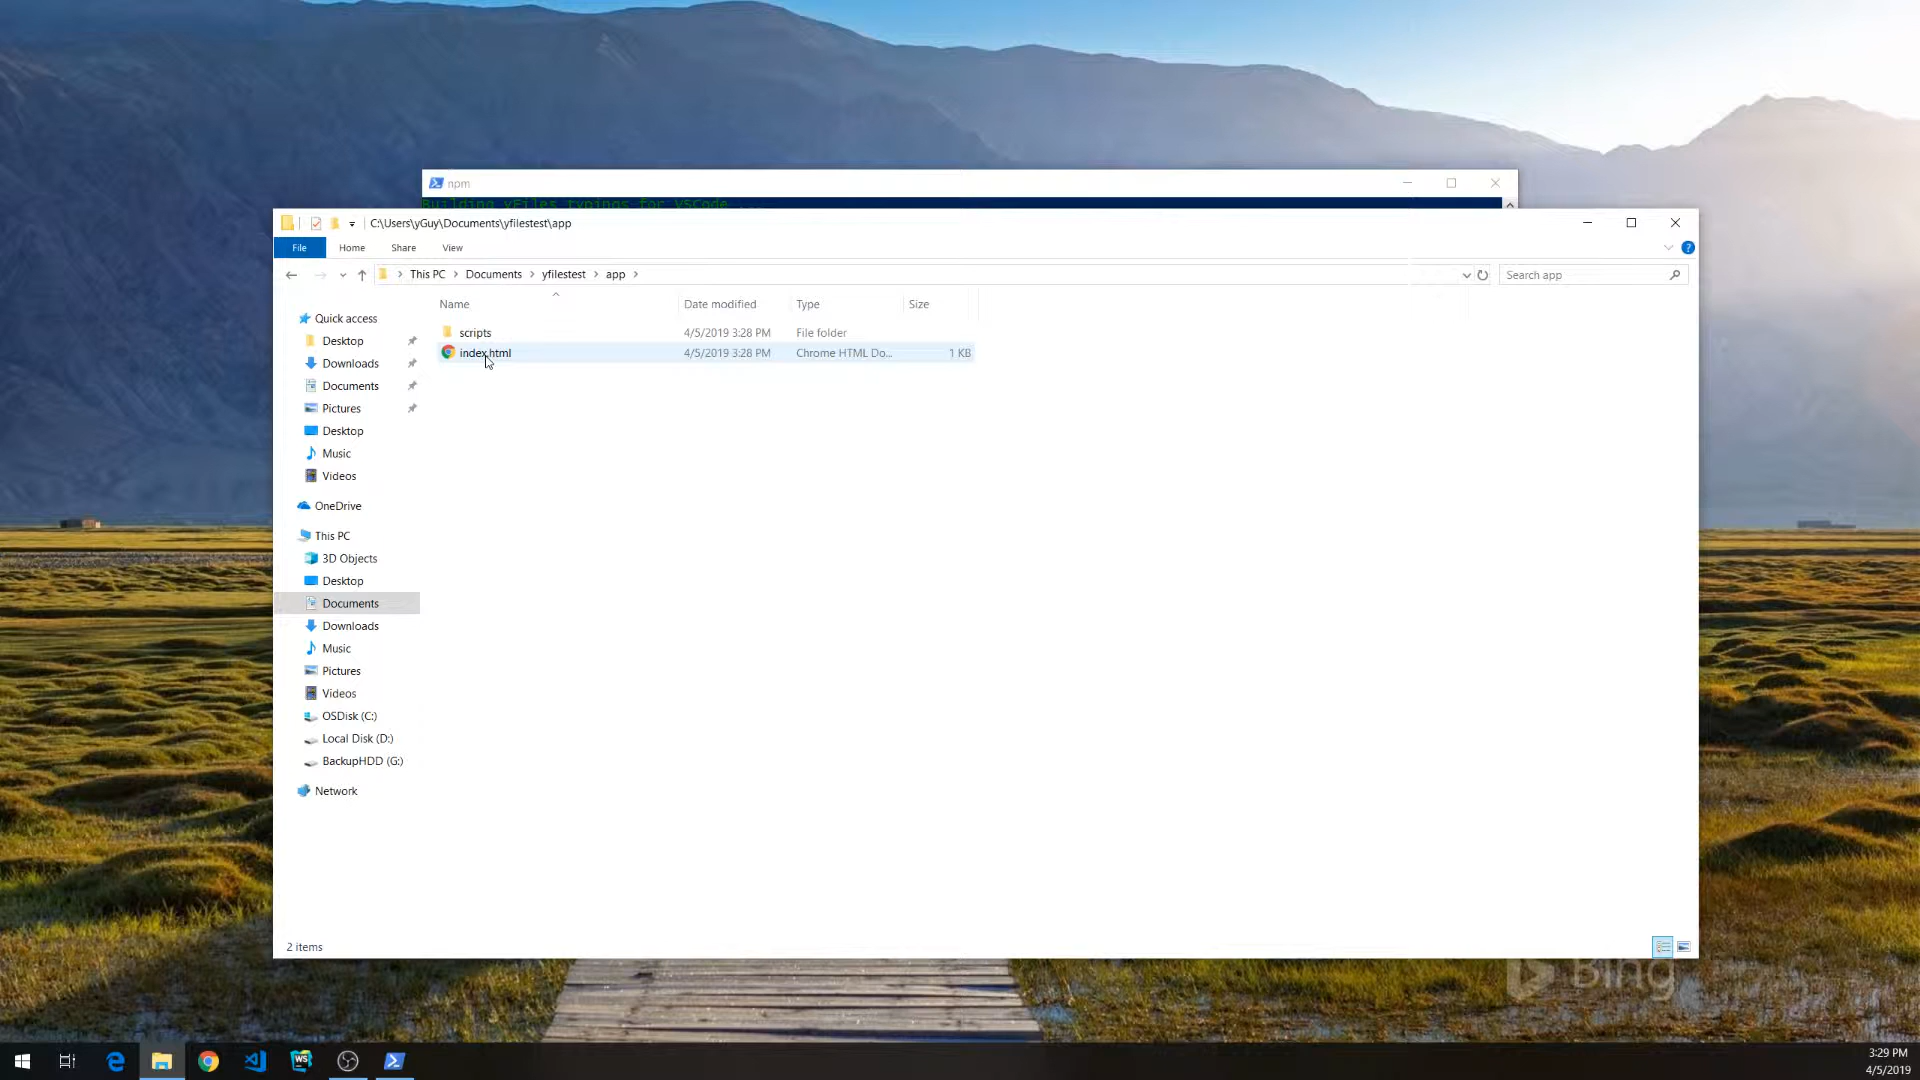 npm
Building yFiles typings for VSCode ...
C:\Users\yGuy\Documents\yfilestest\app
File Home Share View
This PC Documents yfilestest app
Search app
Name Date modified Type Size
scripts 4/5/2019 3:28 PM File folder
index.html 4/5/2019 3:28 PM Chrome HTML Do... 1 KB
Quick access
Desktop
Downloads
Documents
Pictures
Desktop
Music
Videos
OneDrive
This PC
3D Objects
Desktop
Documents
Downloads
Music
Pictures
Videos
OSDisk (C:)
Local Disk (D:)
BackupHDD (G:)
Network
2 items
Bing
WS
3:29 PM
4/5/2019